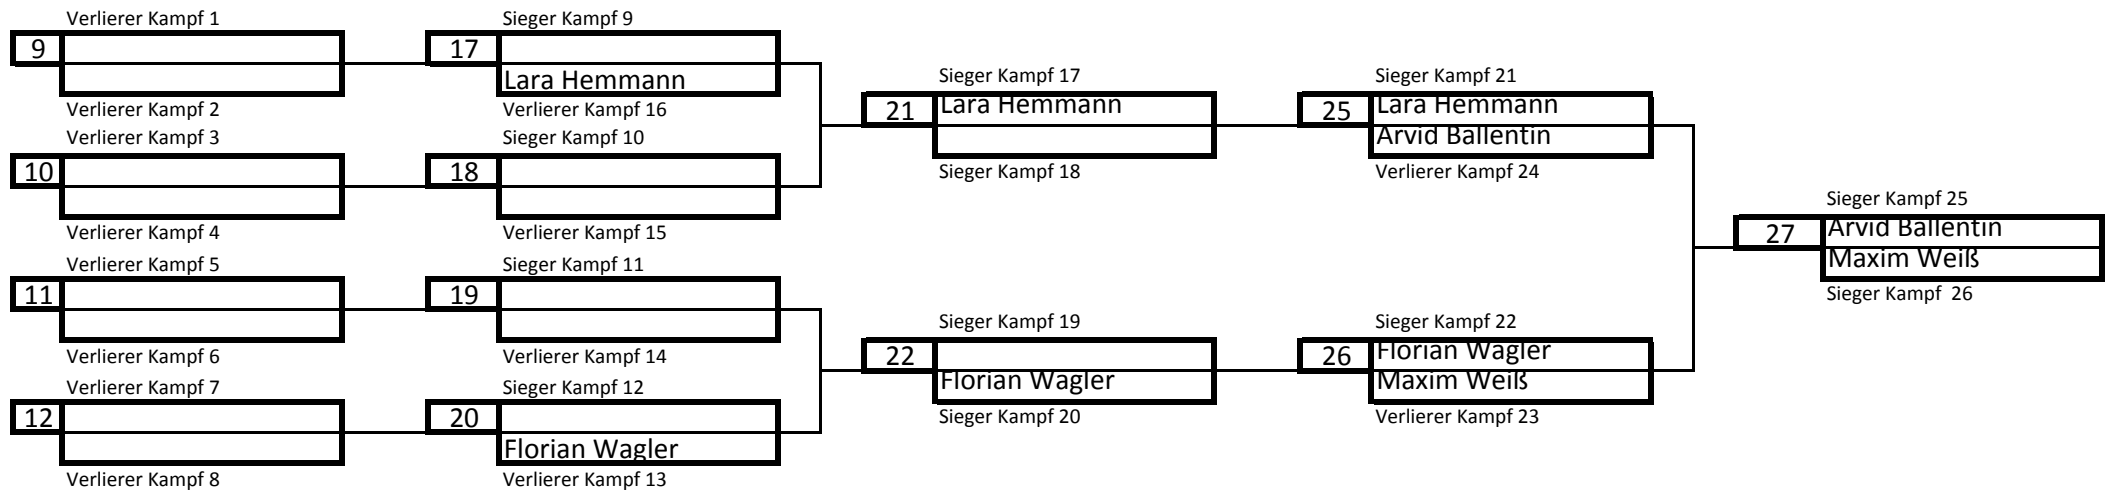 Verlierer Kampf 1
9
Verlierer Kampf 2
Verlierer Kampf 3
10
Verlierer Kampf 4
Verlierer Kampf 5
11
Verlierer Kampf 6
Verlierer Kampf 7
12
Verlierer Kampf 8
Sieger Kampf 9
17
Lara Hemmann
Verlierer Kampf 16
Sieger Kampf 10
18
Verlierer Kampf 15
Sieger Kampf 11
19
Verlierer Kampf 14
Sieger Kampf 12
20
Florian Wagler
Verlierer Kampf 13
Sieger Kampf 17
21
Lara Hemmann
Sieger Kampf 18
Sieger Kampf 19
22
Florian Wagler
Sieger Kampf 20
Sieger Kampf 21
25
Lara Hemmann
Arvid Ballentin
Verlierer Kampf 24
Sieger Kampf 22
26
Florian Wagler
Maxim Weiß
Verlierer Kampf 23
Sieger Kampf 25
27
Arvid Ballentin
Maxim Weiß
Sieger Kampf 26